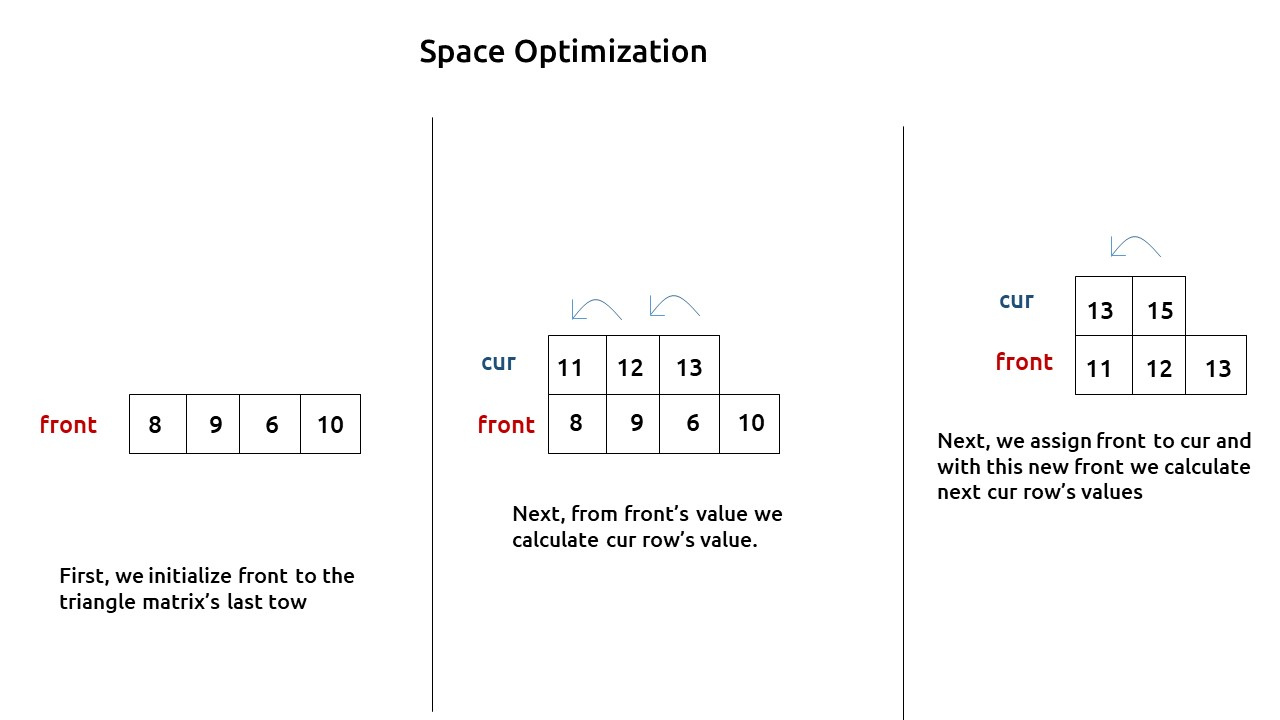 Space Optimization
front 8 9 6 10
First, we initialize front to the
triangle matrix's last tow
cur 11 12 13
front 8 9 6 10
Next, from front's value we
calculate cur row's value.
cur 13 15
front 11 12 13
Next, we assign front to cur and
with this new front we calculate
next cur row's values